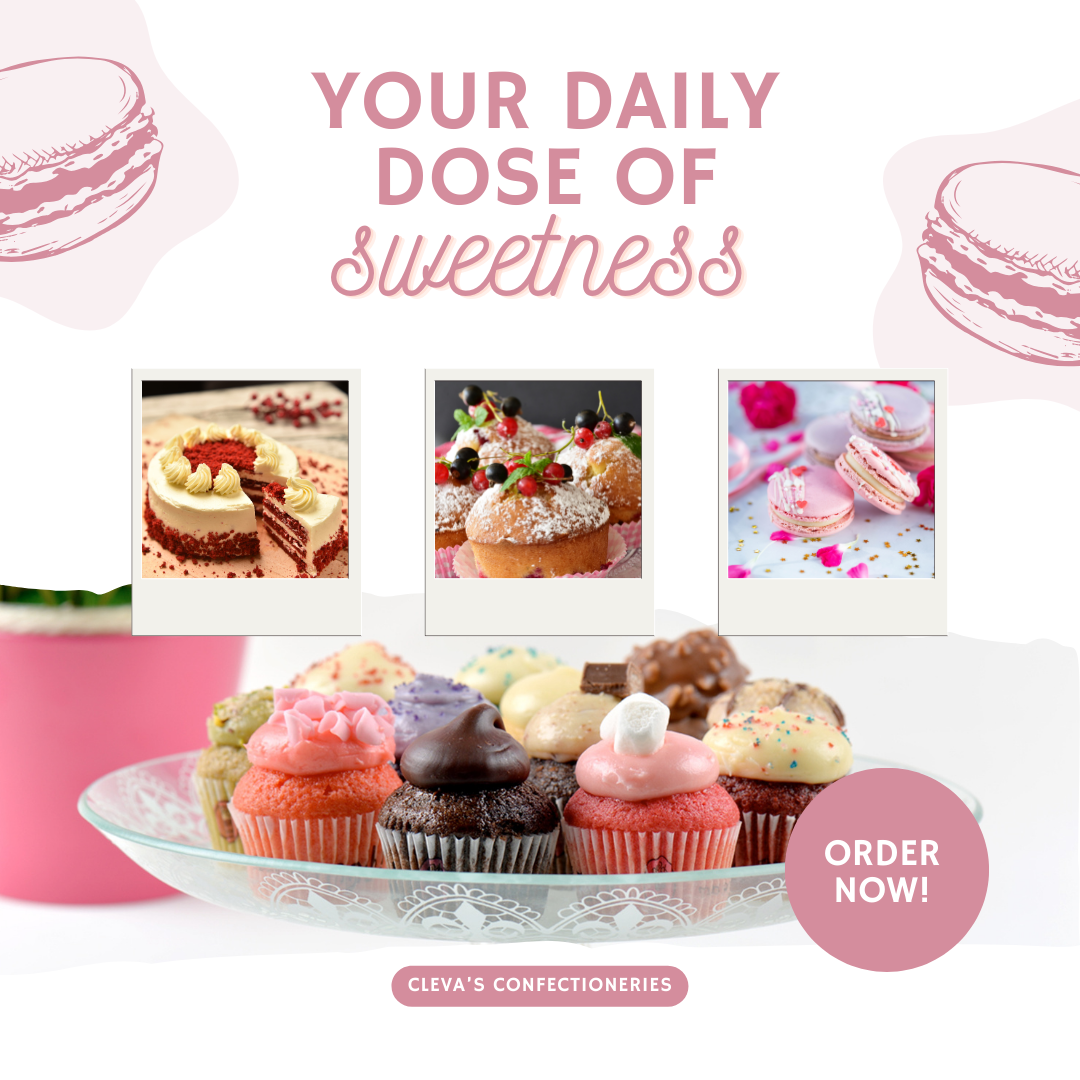 YOUR DAILY
DOSE OF
sweetness
ORDER
NOW!
CLEVA'S CONFECTIONERIES